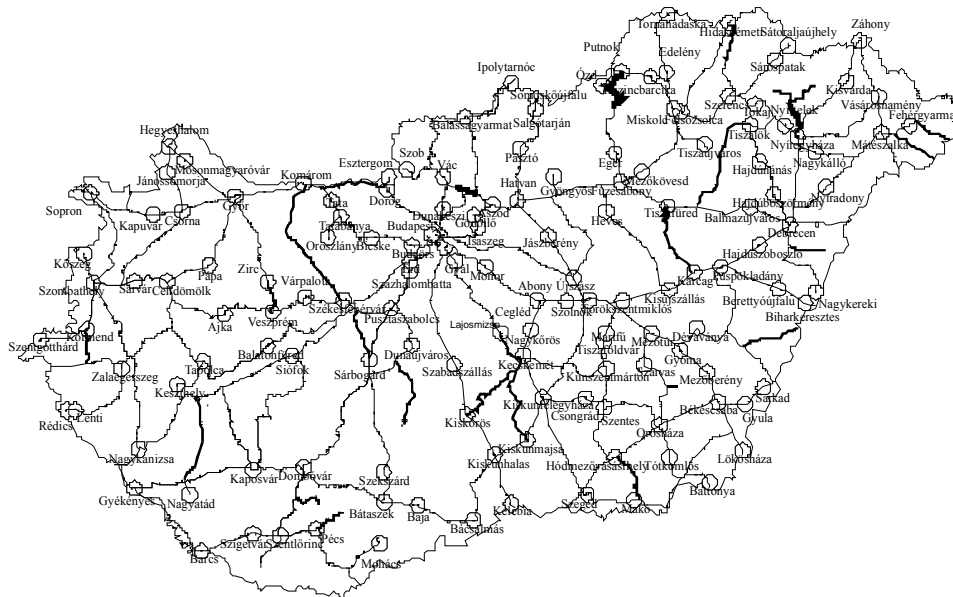 Tornanádaska
Hidasnémeti
Sátoraljaújhely
Záhony
Putnok
Edelény
Sárospatak
Ózd
Kazincbarcika
Kisvárda
Ipolytarnóc
Somoskőújfalu
Szerencs
Tokaj
Nyírtelek
Vásárosnamény
Fehérgyarmat
Salgótarján
Miskolc
Felsőzsolca
Balassagyarmat
Tiszalök
Nyíregyháza
Mátészalka
Hegyeshalom
Szob
Pásztó
Eger
Tiszaújváros
Nagykálló
Mosonmagyaróvár
Esztergom
Vác
Mezőkövesd
Hajdúnánás
Jánossomorja
Komárom
Dorog
Hatvan
Gyöngyös
Füzesabony
Hajdúböszörmény
Nyíradony
Sopron
Kapuvár
Csorna
Győr
Tata
Tatabánya
Dunakeszi
Aszód
Gödöllő
Heves
Tiszafüred
Balmazújváros
Debrecen
Oroszlány
Bicske
Budapest
Isaszeg
Jászberény
Hajdúszoboszló
Kőszeg
Budaörs
Érd
Gyál
Monor
Püspökladány
Pápa
Zirc
Várpalota
Százhalombatta
Abony
Újszász
Karcag
Szombathely
Sárvár
Celldömölk
Kisújszállás
Berettyóújfalu
Nagykereki
Székesfehérvár
Pusztaszabolcs
Cegléd
Szolnok
Törökszentmiklós
Biharkeresztes
Ajka
Veszprém
Lajosmizse
Nagykőrös
Martfű
Mezőtúr
Dévaványa
Szentgotthárd
Körmend
Balatonfüred
Dunaújváros
Tiszaföldvár
Gyoma
Zalaegerszeg
Tapolca
Siófok
Sárbogárd
Szabadszállás
Kecskemét
Kunszentmárton
Szarvas
Mezőberény
Keszthely
Kiskunfélegyháza
Sarkad
Rédics
Lenti
Kiskőrös
Csongrád
Szentes
Békéscsaba
Gyula
Orosháza
Nagykanizsa
Kiskunmajsa
Kiskunhalas
Hódmezővásárhely
Tótkomlós
Lőkösháza
Kaposvár
Dombóvár
Szekszárd
Battonya
Gyékényes
Nagyatád
Bátaszék
Baja
Kelebia
Szeged
Makó
Bácsalmás
Szigetvár
Szentlőrinc
Pécs
Barcs
Mohács